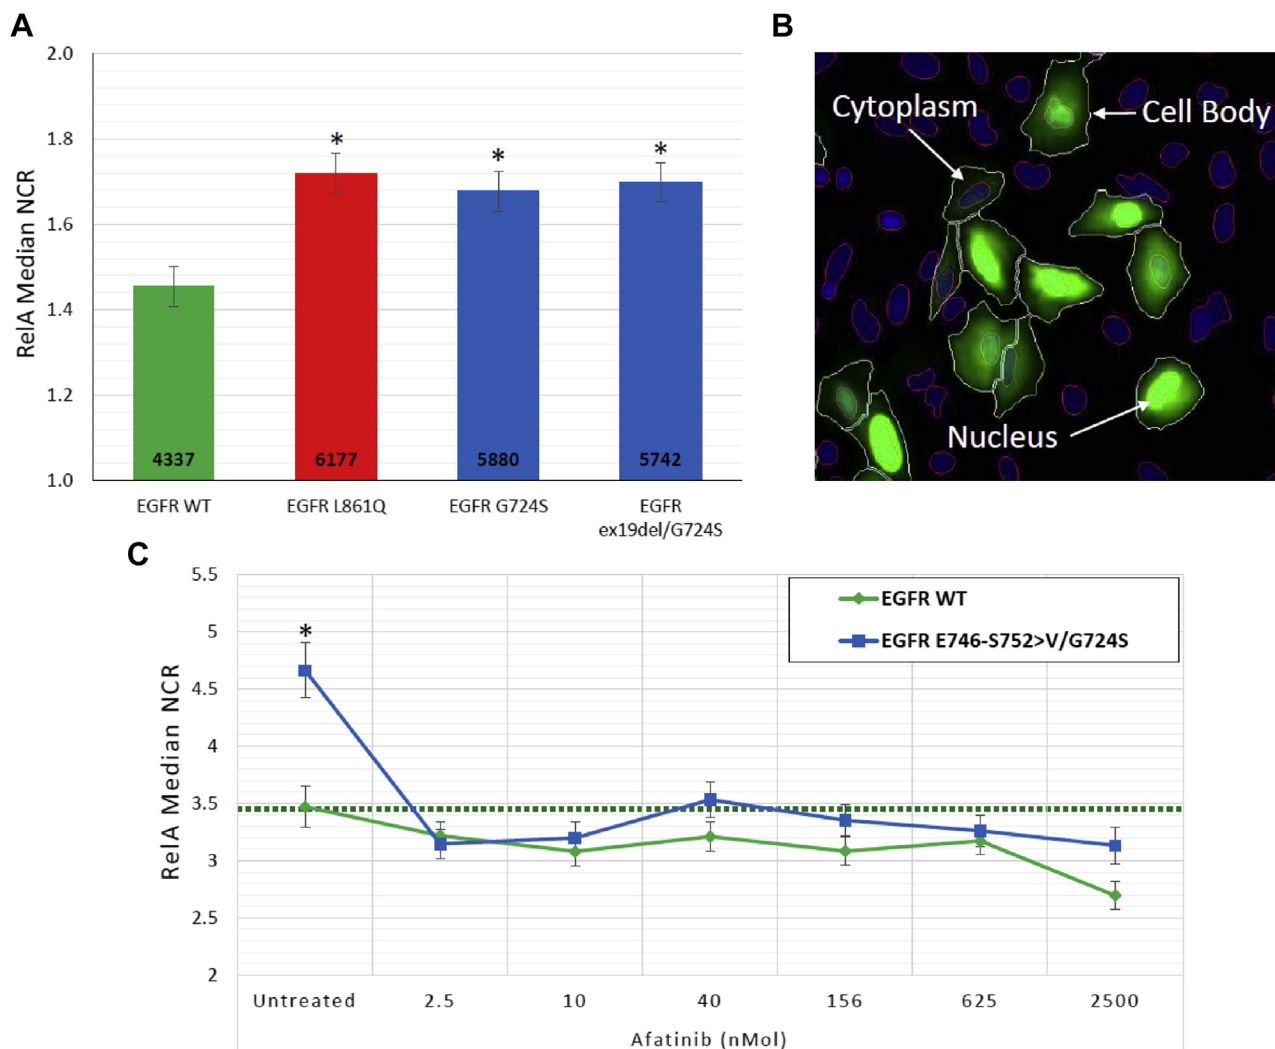 A
RelA Median NCR
2.0
1.8
1.6
1.4
1.2
1.0
*
*
*
4337
6177
5880
5742
EGFR WT
EGFR L861Q
EGFR G724S
EGFR
ex19del/G724S
B
Cytoplasm
Cell Body
Nucleus
C
RelA Median NCR
5.5
5
4.5
4
3.5
3
2.5
2
*
EGFR WT
EGFR E746-S752>V/G724S
Untreated
2.5
10
40
156
625
2500
Afatinib (nMol)